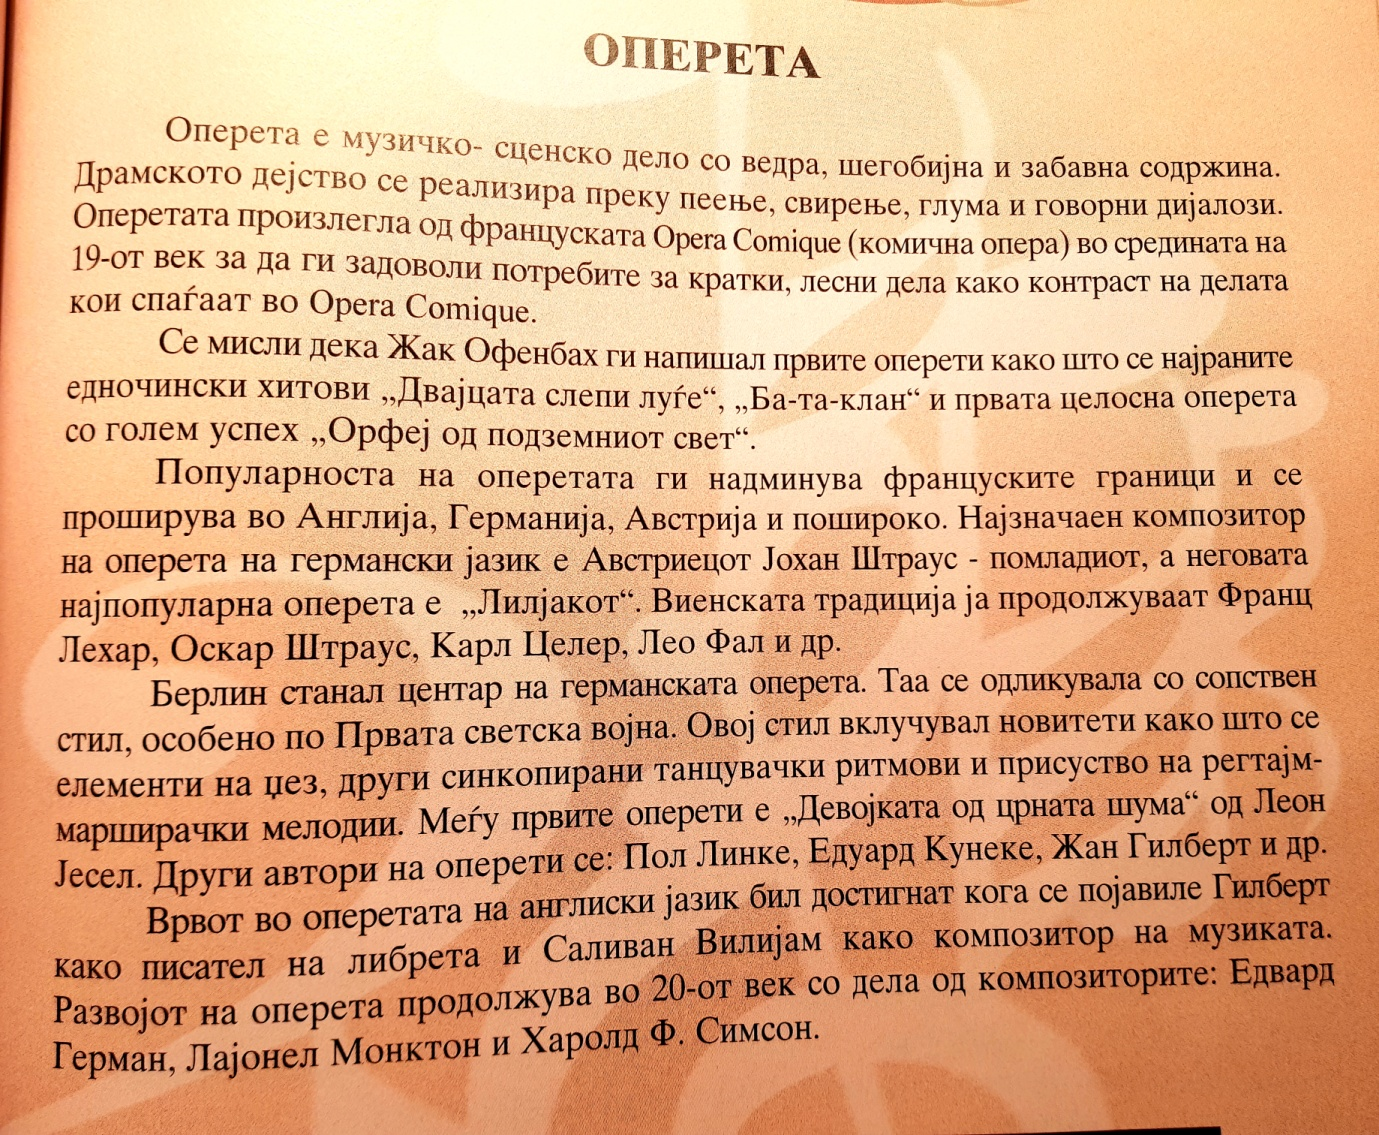 ОПЕРЕТА
Оперета е музичко- сценско дело со ведра, шегобијна и забавна содржина.
Драмското дејство се реализира преку пеење, свирење, глума и говорни дијалози.
Оперетата произлегла од француската Opera Comique (комична опера) во средината на
19-от век за да ги задоволи потребите за кратки, лесни дела како контраст на делата
кои спаѓаат во Opera Comique.
Се мисли дека Жак Офенбах ги напишал првите оперети како што се најраните
едночински хитови „Двајцата слепи луѓе“, „Ба-та-клан“ и првата целосна оперета
со голем успех „Орфеј од подземниот свет“.
Популарноста на оперетата ги надминува француските граници и се
проширува во Англија, Германија, Австрија и пошироко. Најзначаен композитор
на оперета на германски јазик е Австриецот Јохан Штраус - помладиот, а неговата
најпопуларна оперета е „Лилјакот“. Виенската традиција ја продолжуваат Франц
Лехар, Оскар Штраус, Карл Целер, Лео Фал и др.
Берлин станал центар на германската оперета. Таа се одликувала со сопствен
стил, особено по Првата светска војна. Овој стил вклучувал новитети како што се
елементи на џез, други синкопирани танцувачки ритмови и присуство на регтајм-
марширачки мелодии. Меѓу првите оперети е „Девојката од црната шума“ од Леон
Јесел. Други автори на оперети се: Пол Линке, Едуард Кунеке, Жан Гилберт и др.
Врвот во оперетата на англиски јазик бил достигнат кога се појавиле Гилберт
како писател на либрета и Саливан Вилијам како композитор на музиката.
Развојот на оперета продолжува во 20-от век со дела од композиторите: Едвард
Герман, Лајонел Монктон и Харолд Ф. Симсон.